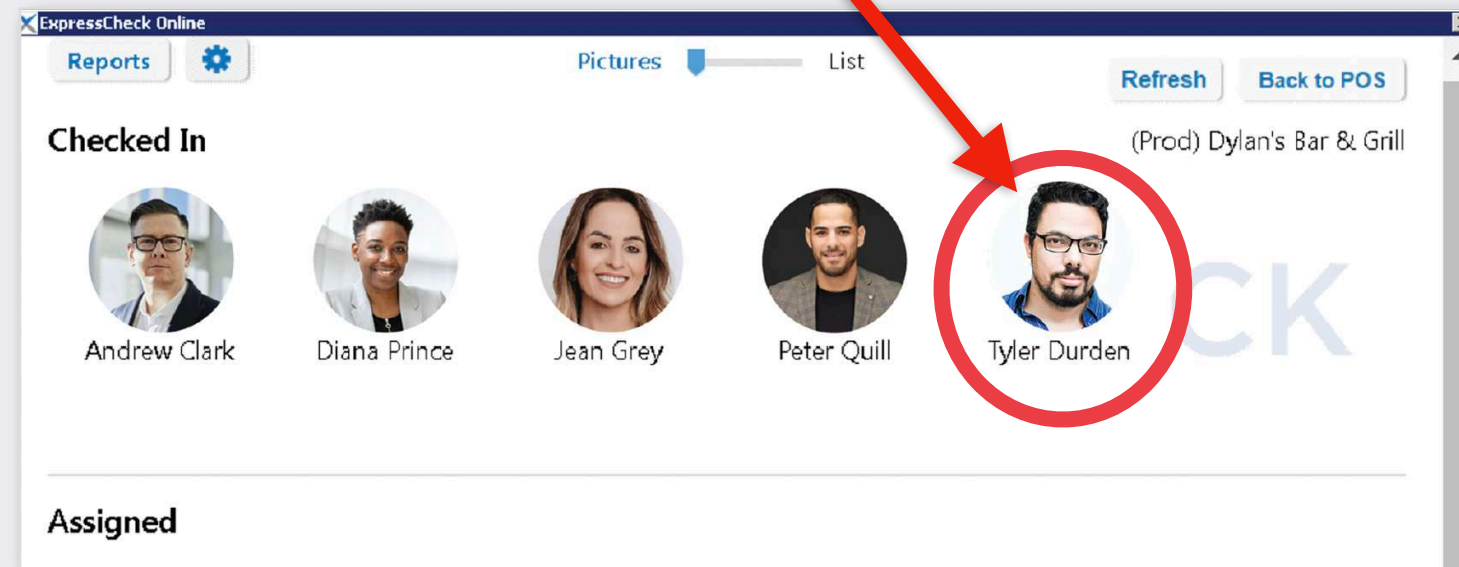 ExpressCheck Online
Reports
Pictures List
Refresh Back to POS
Checked In
(Prod) Dylan's Bar & Grill
CK
Andrew Clark Diana Prince Jean Grey Peter Quill Tyler Durden
Assigned